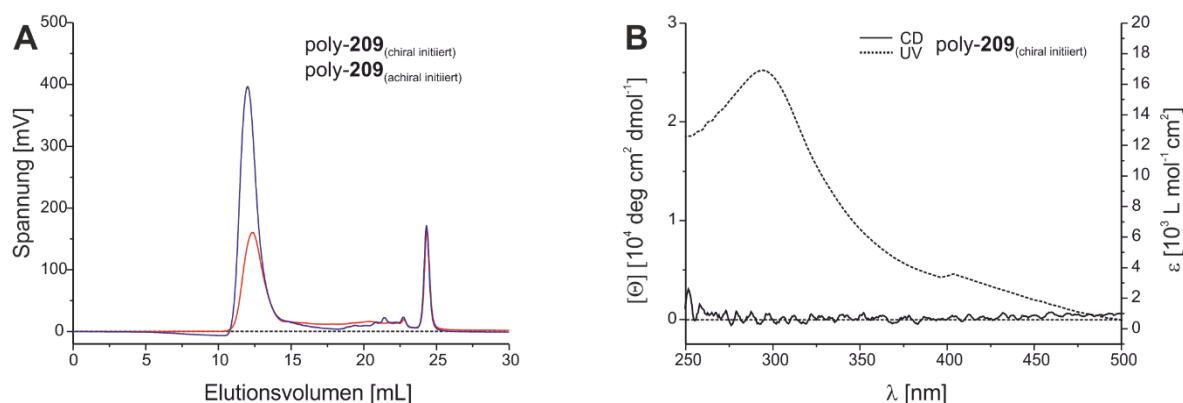 A
poly-209(chiral initiiert)
poly-209(achiral initiiert)
Spannung [mV]
500
400
300
200
100
0
0 5 10 15 20 25 30
Elutionsvolumen [mL]
B
CD
UV
poly-209(chiral initiiert)
[Θ] [10⁴ deg cm² dmol⁻¹]
3
2
1
0
ε [10³ L mol⁻¹ cm²]
20
18
16
14
12
10
8
6
4
2
0
250 300 350 400 450 500
λ [nm]